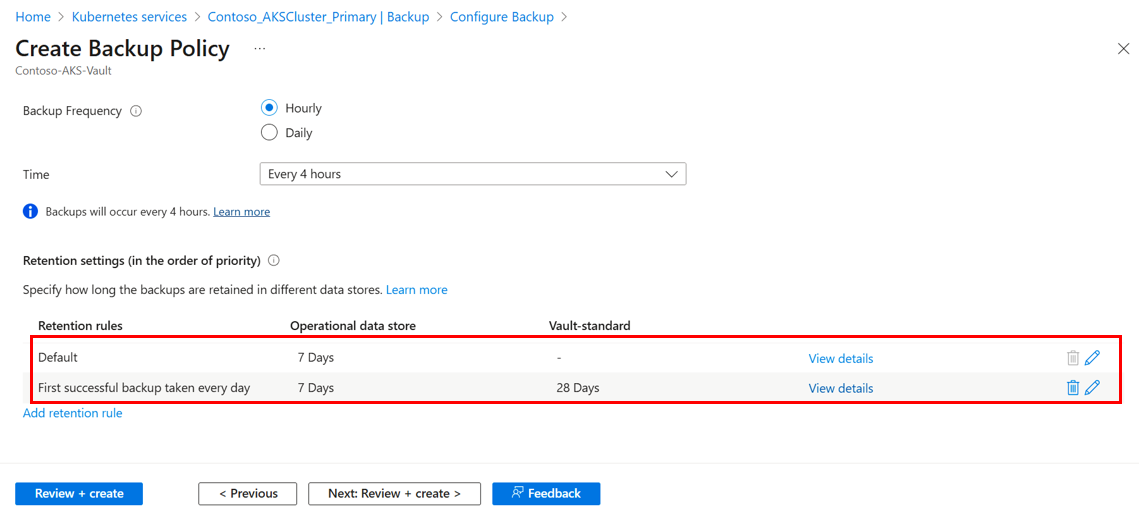 Home > Kubernetes services > Contoso_AKSCluster_Primary | Backup > Configure Backup >
Create Backup Policy ...
Contoso-AKS-Vault
Backup Frequency
Hourly
Daily
Time
Every 4 hours
Backups will occur every 4 hours. Learn more
Retention settings (in the order of priority)
Specify how long the backups are retained in different data stores. Learn more
Retention rules Operational data store Vault-standard
Default 7 Days - View details
First successful backup taken every day 7 Days 28 Days View details
Add retention rule
Review + create < Previous Next: Review + create > Feedback